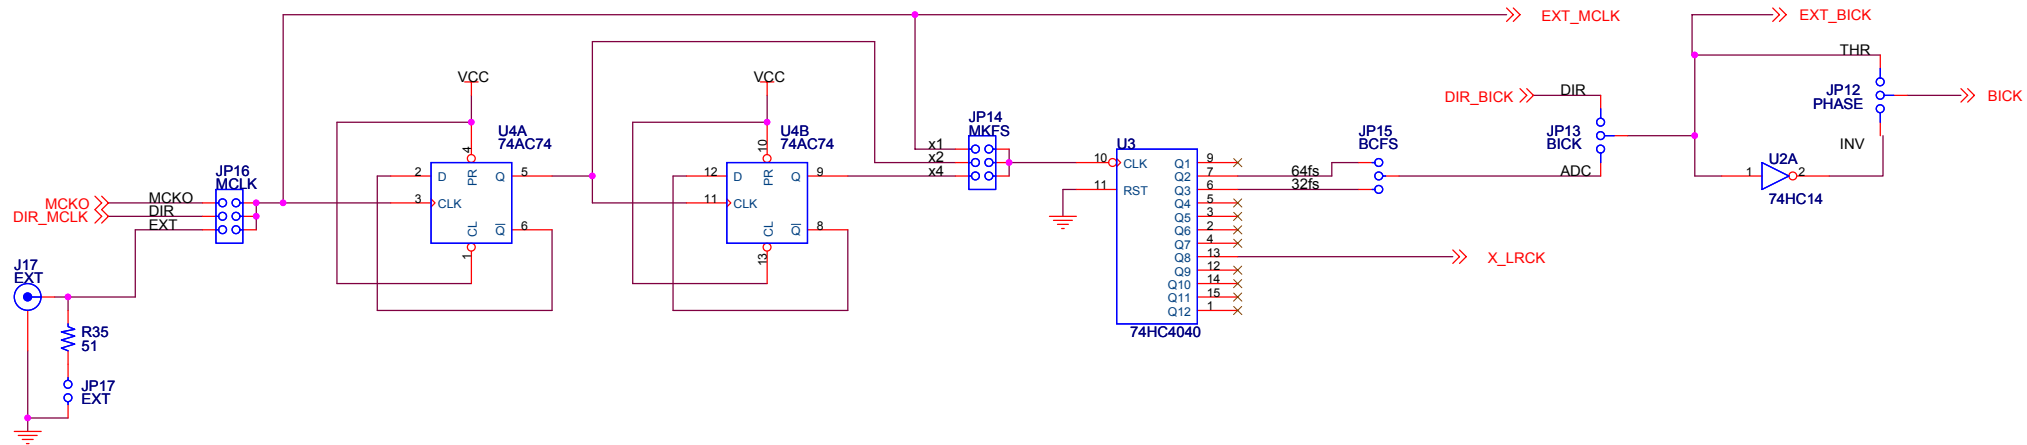 EXT_MCLK
EXT_BICK
THR
JP12
PHASE
BICK
INV
DIR_BICK
DIR
JP13
BICK
ADC
U2A
1
2
74HC14
VCC
U4A
74AC74
4
2
D
PR
Q
5
3
CLK
CL
Q
6
1
VCC
U4B
74AC74
10
12
D
PR
Q
9
11
CLK
CL
Q
8
13
JP14
MKFS
x1
x2
x4
U3
10
CLK
11
RST
Q1
9
Q2
7
Q3
6
Q4
5
Q5
3
Q6
2
Q7
4
Q8
13
Q9
12
Q10
14
Q11
15
Q12
1
74HC4040
64fs
32fs
JP15
BCFS
X_LRCK
JP16
MCLK
MCKO
MCKO
DIR_MCLK
DIR
EXT
J17
EXT
R35
51
JP17
EXT